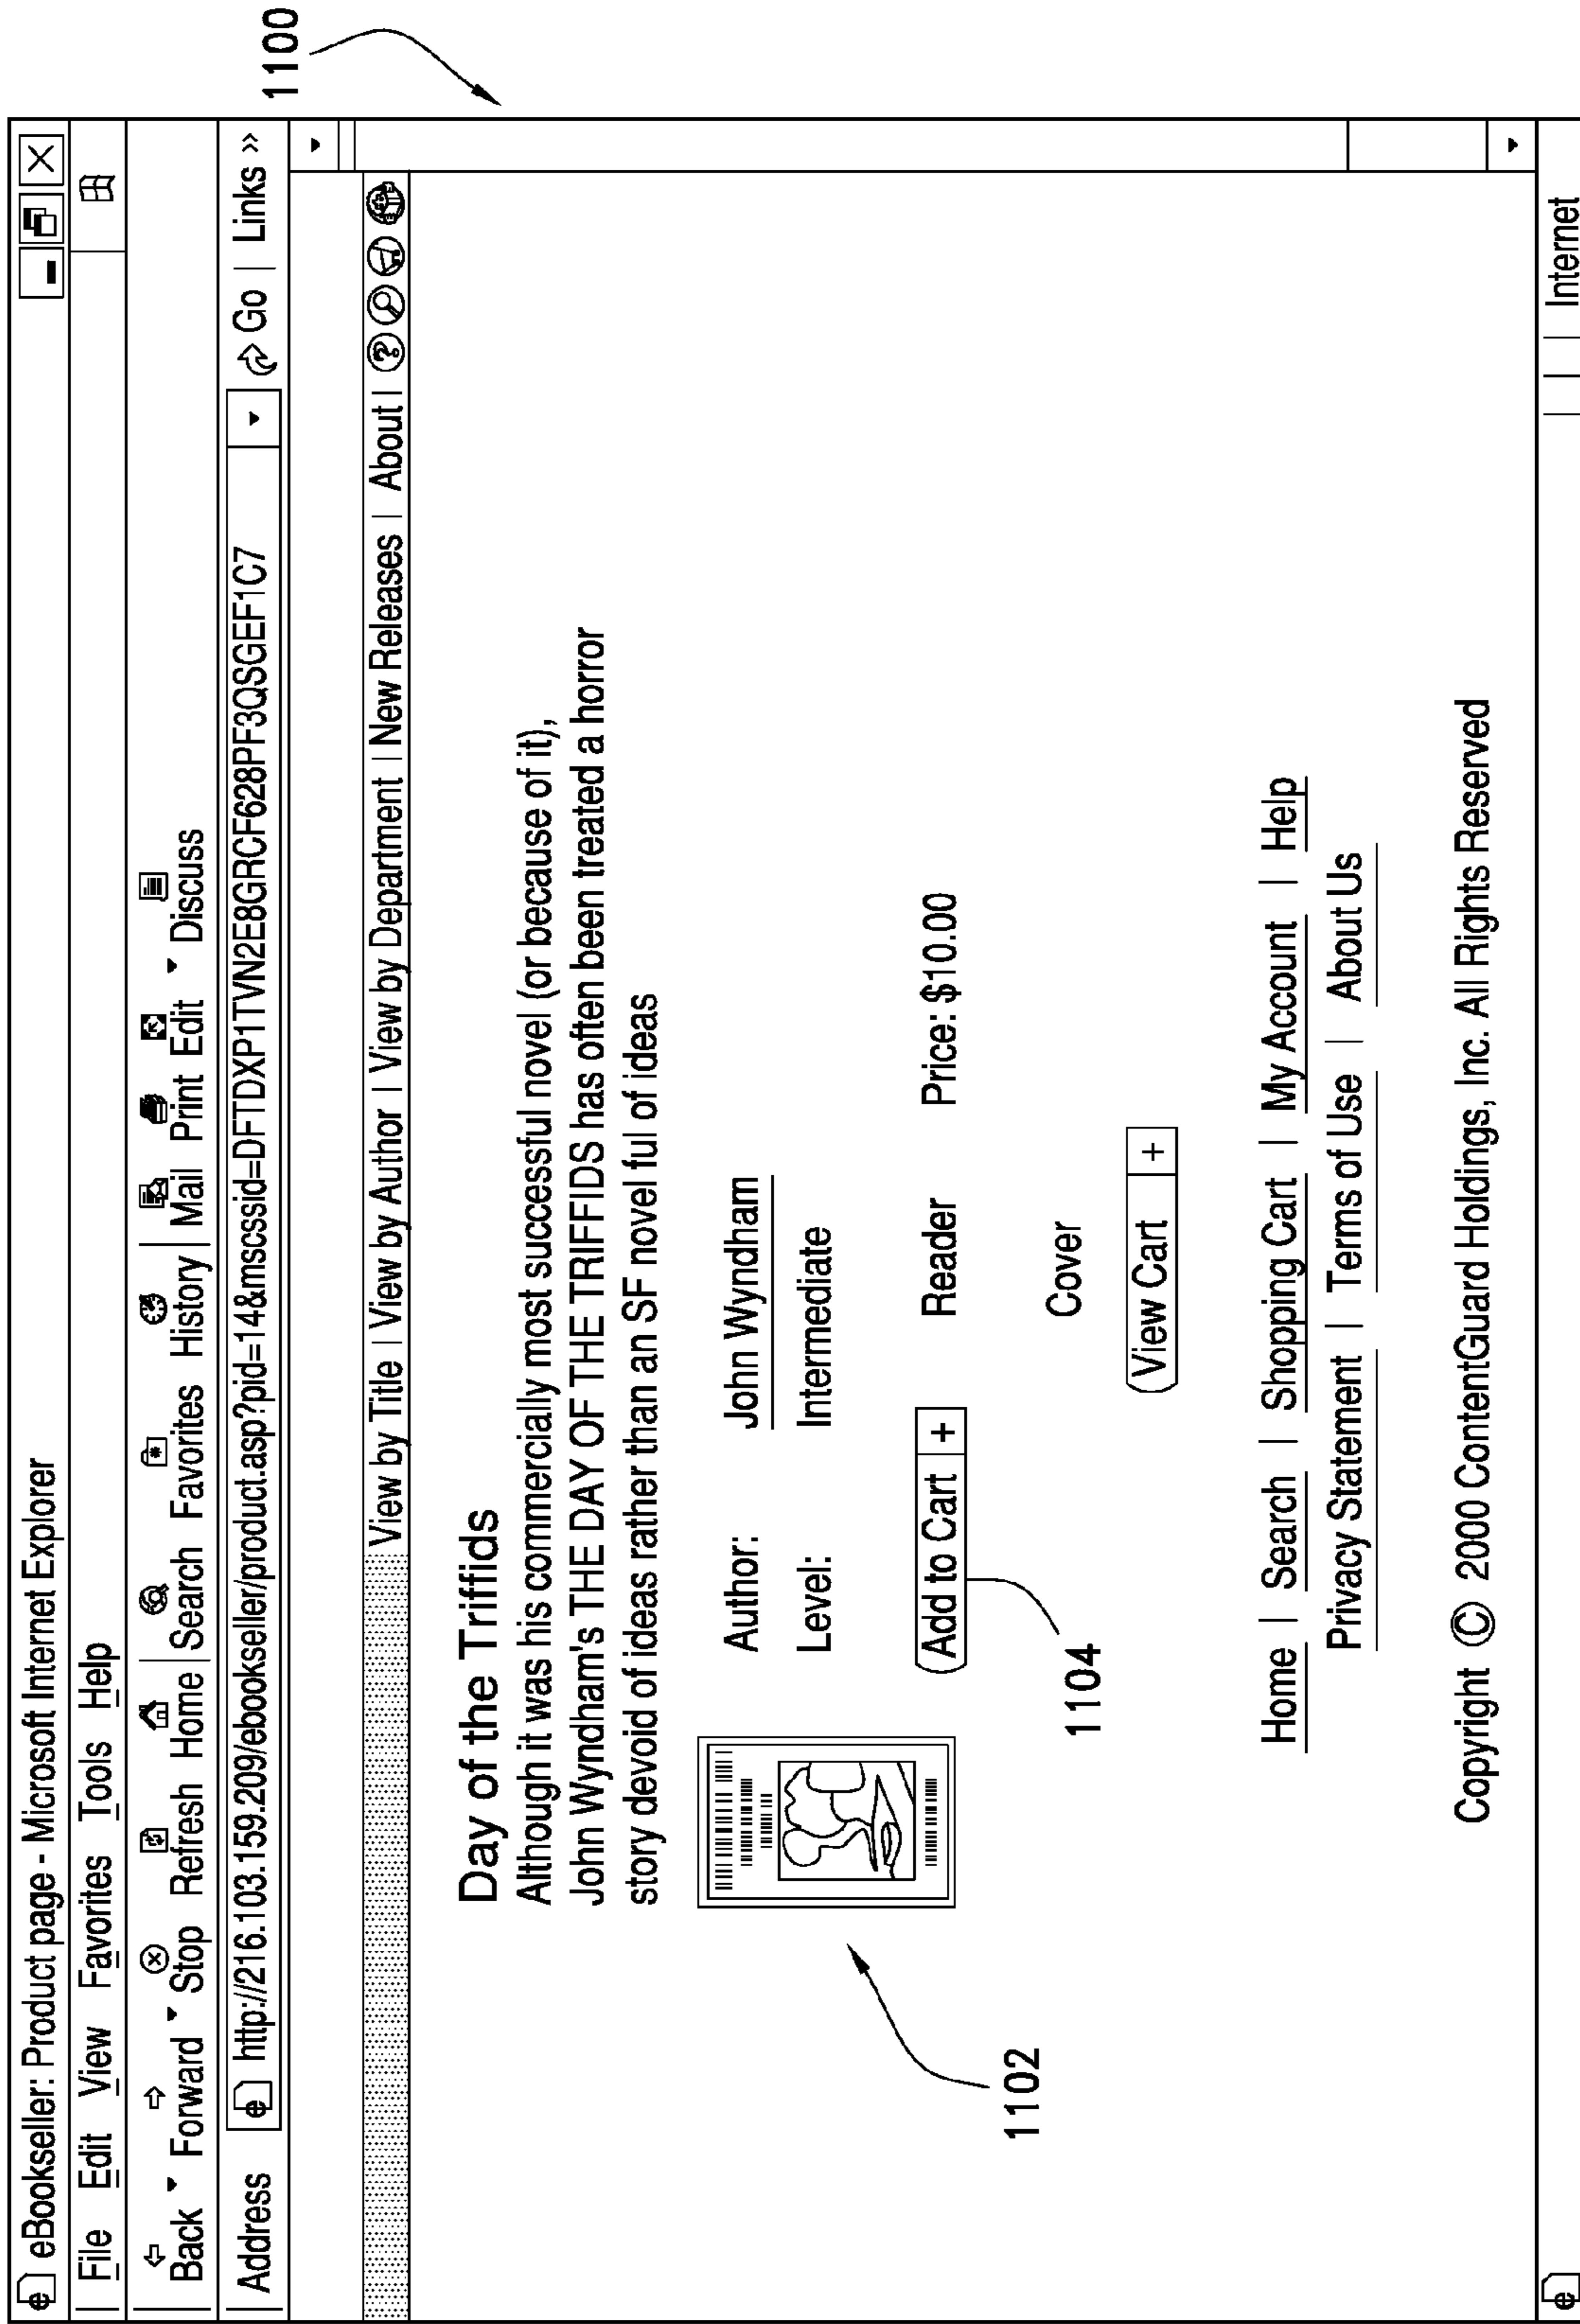 1100
eBookseller: Product page - Microsoft Internet Explorer
File Edit View Favorites Tools Help
Back Forward Stop Refresh Home | Search Favorites History | Mail Print Edit Discuss
Address http://216.103.159.209/ebookseller/product.asp?pid=14&mscssid=DFTDXP1TVN2E8GRCF628PF3QSGEF1C7 Go | Links »
View by Title | View by Author | View by Department | New Releases | About |
Day of the Triffids
Although it was his commercially most successful novel (or because of it),
John Wyndham's THE DAY OF THE TRIFFIDS has often been treated a horror
story devoid of ideas rather than an SF novel ful of ideas
Author: John Wyndham
Level: Intermediate
Add to Cart + Reader Price: $10.00
1102
1104
Cover
View Cart +
Home | Search | Shopping Cart | My Account | Help
Privacy Statement | Terms of Use | About Us
Copyright © 2000 ContentGuard Holdings, Inc. All Rights Reserved
Internet